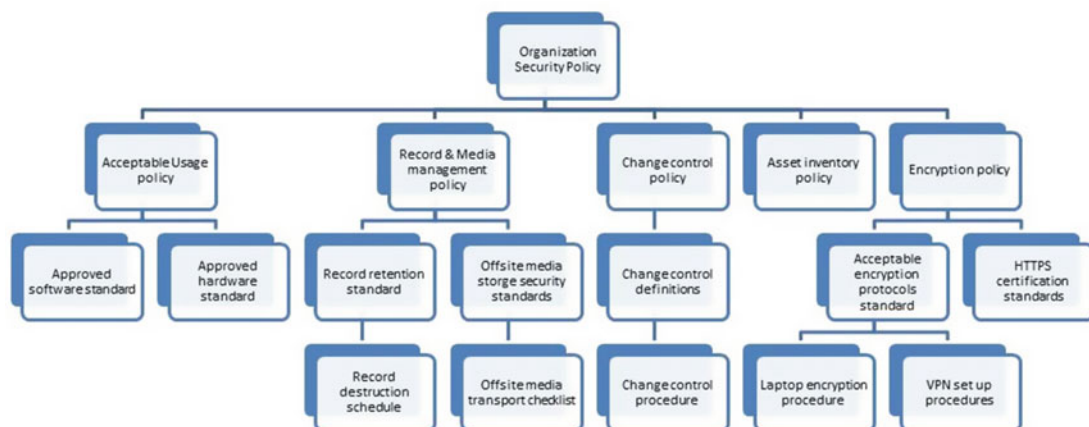 Organization
Security Policy
Acceptable Usage
policy
Record & Media
management
policy
Change control
policy
Asset inventory
policy
Encryption policy
Approved
software standard
Approved
hardware
standard
Record retention
standard
Offsite media
storge security
standards
Change control
definitions
Acceptable
encryption
protocols
standard
HTTPS
certification
standards
Record
destruction
schedule
Offsite media
transport checklist
Change control
procedure
Laptop encryption
procedure
VPN set up
procedures